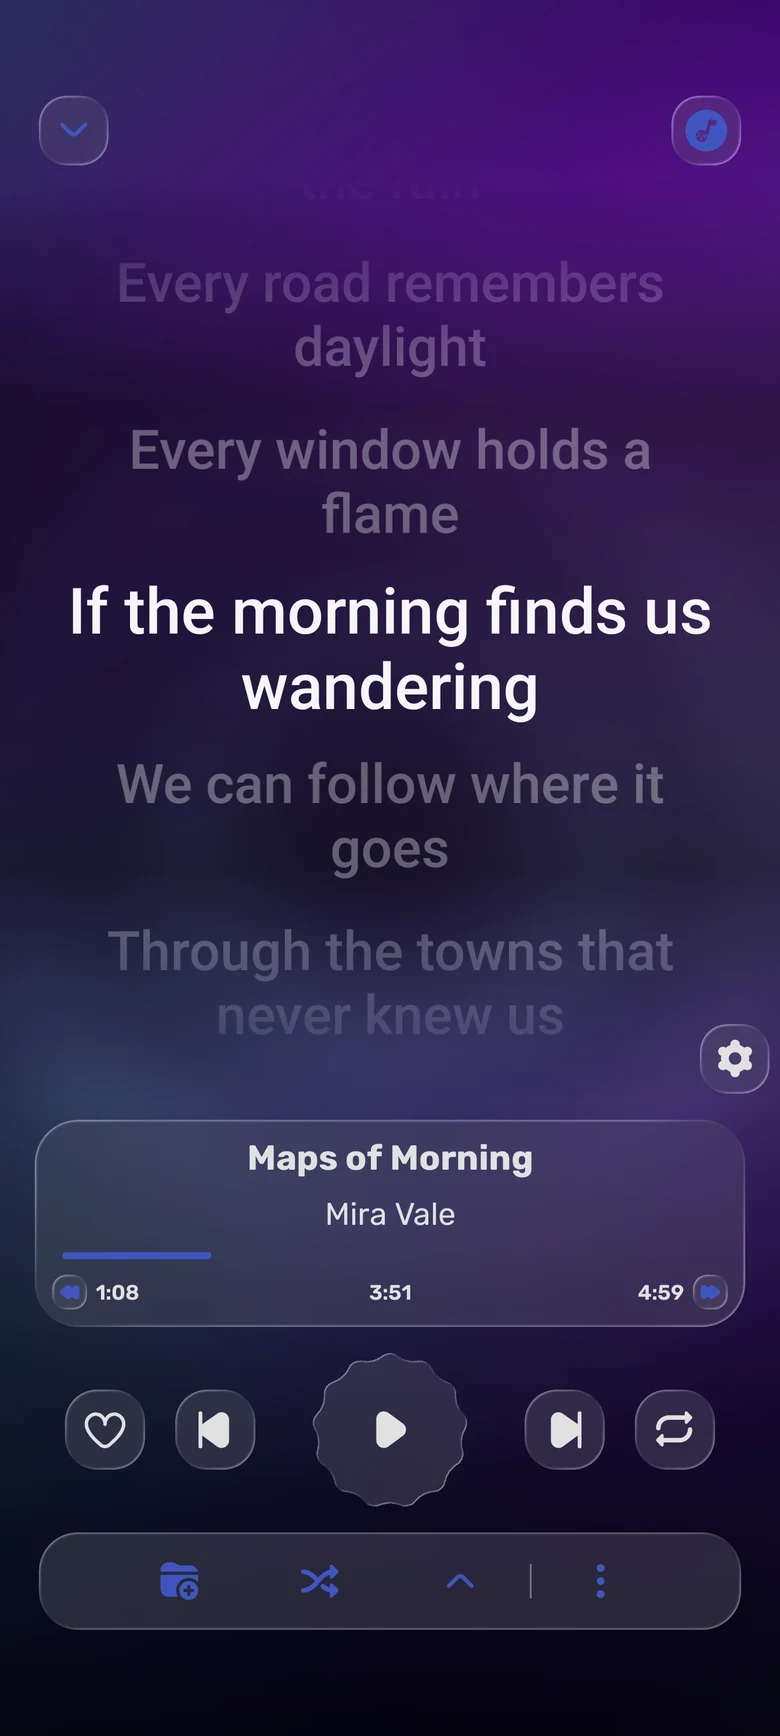 Every road remembers
daylight
Every window holds a
flame
If the morning finds us
wandering
We can follow where it
goes
Through the towns that
never knew us
Maps of Morning
Mira Vale
1:08 3:51 4:59